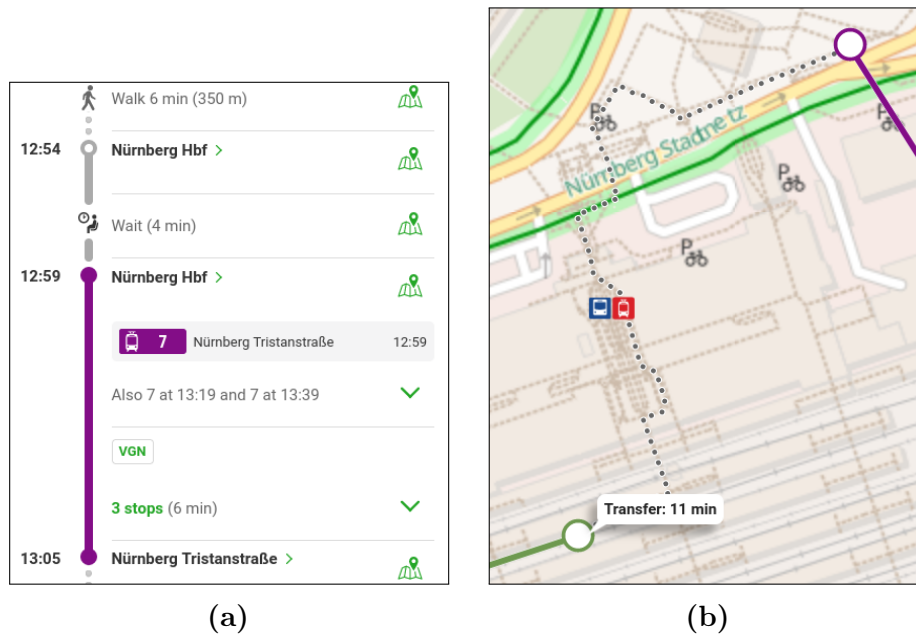 Walk 6 min (350 m)
12:54 Nürnberg Hbf >
Wait (4 min)
12:59 Nürnberg Hbf >
7 Nürnberg Tristanstraße 12:59
Also 7 at 13:19 and 7 at 13:39
VGN
3 stops (6 min)
13:05 Nürnberg Tristanstraße >
(a)
P
P
Nürnberg Stadtne tz
P
P
Transfer: 11 min
(b)